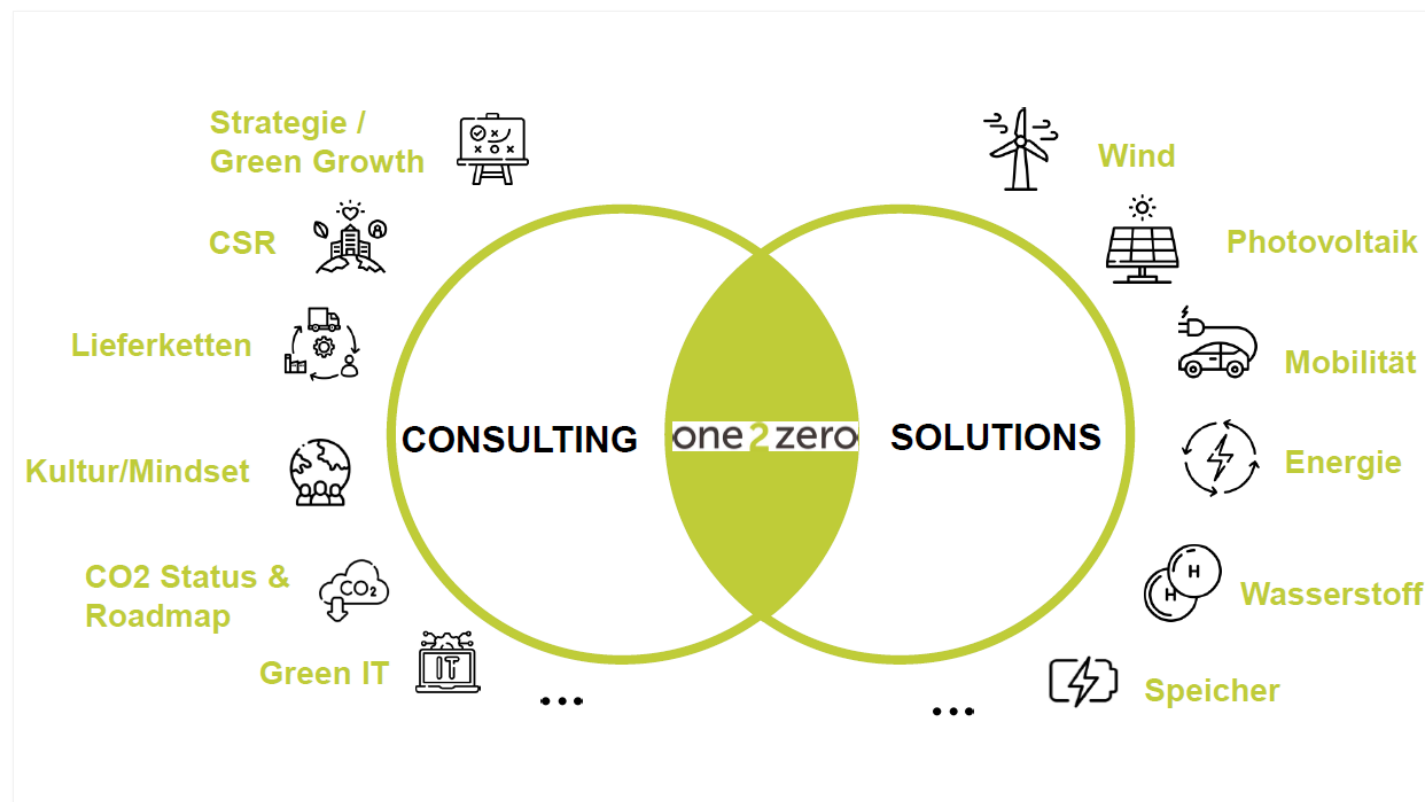 Strategie /
Green Growth
CSR
Lieferketten
Kultur/Mindset
CO2 Status &
Roadmap
CO2
Green IT
IT
...
CONSULTING
one2zero
SOLUTIONS
Wind
Photovoltaik
Mobilität
Energie
Wasserstoff
H
H
Speicher
...